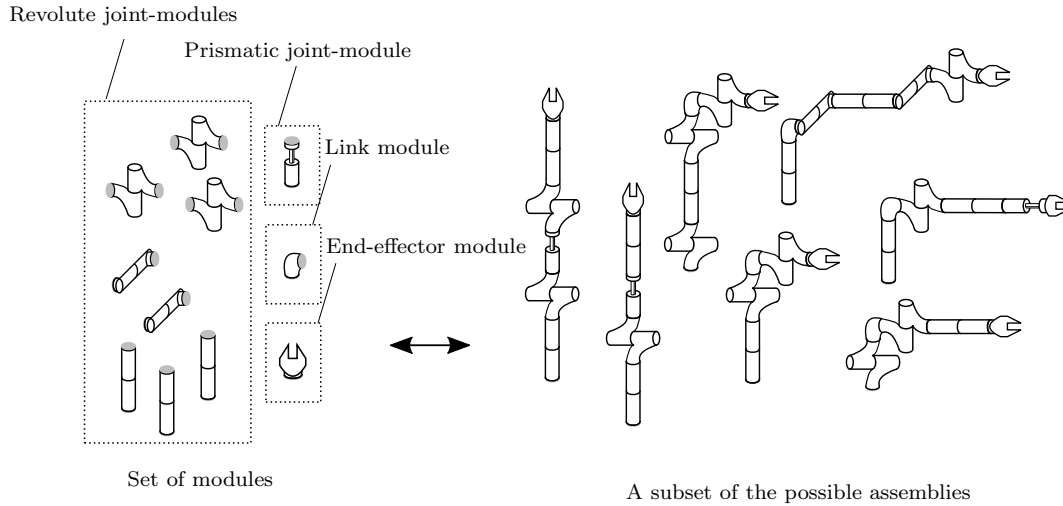 Revolute joint-modules
Prismatic joint-module
Link module
End-effector module
Set of modules
A subset of the possible assemblies